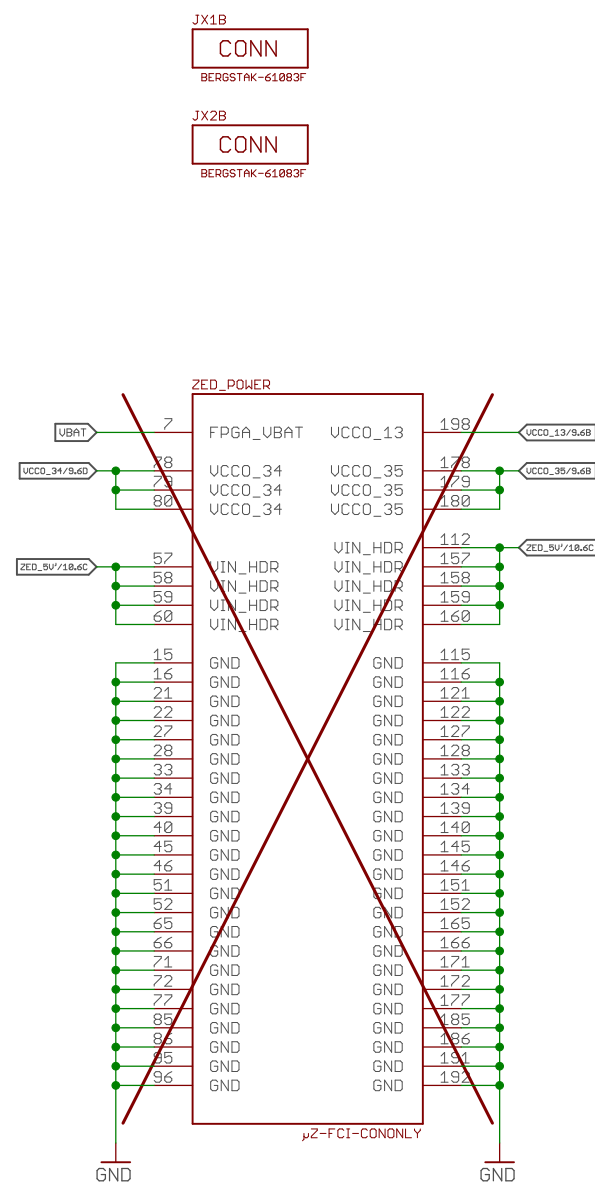 JX1B
CONN
BERGSTAK-61083F
JX2B
CONN
BERGSTAK-61083F
ZED_POWER
VBAT 7 FPGA_VBAT VCCO_13 198 VCCO_13/9.6B
VCCO_34/9.6D 78 VCCO_34 VCCO_35 178 VCCO_35/9.6B
79 VCCO_34 VCCO_35 179
80 VCCO_34 VCCO_35 180
VIN_HDR 112 ZED_5V'/10.6C
ZED_5V'/10.6C 57 VIN_HDR VIN_HDR 157
58 VIN_HDR VIN_HDR 158
59 VIN_HDR VIN_HDR 159
60 VIN_HDR VIN_HDR 160
15 GND GND 115
16 GND GND 116
21 GND GND 121
22 GND GND 122
27 GND GND 127
28 GND GND 128
33 GND GND 133
34 GND GND 134
39 GND GND 139
40 GND GND 140
45 GND GND 145
46 GND GND 146
51 GND GND 151
52 GND GND 152
65 GND GND 165
66 GND GND 166
71 GND GND 171
72 GND GND 172
77 GND GND 177
85 GND GND 185
86 GND GND 186
95 GND GND 191
96 GND GND 192
µZ-FCI-CONONLY
GND GND